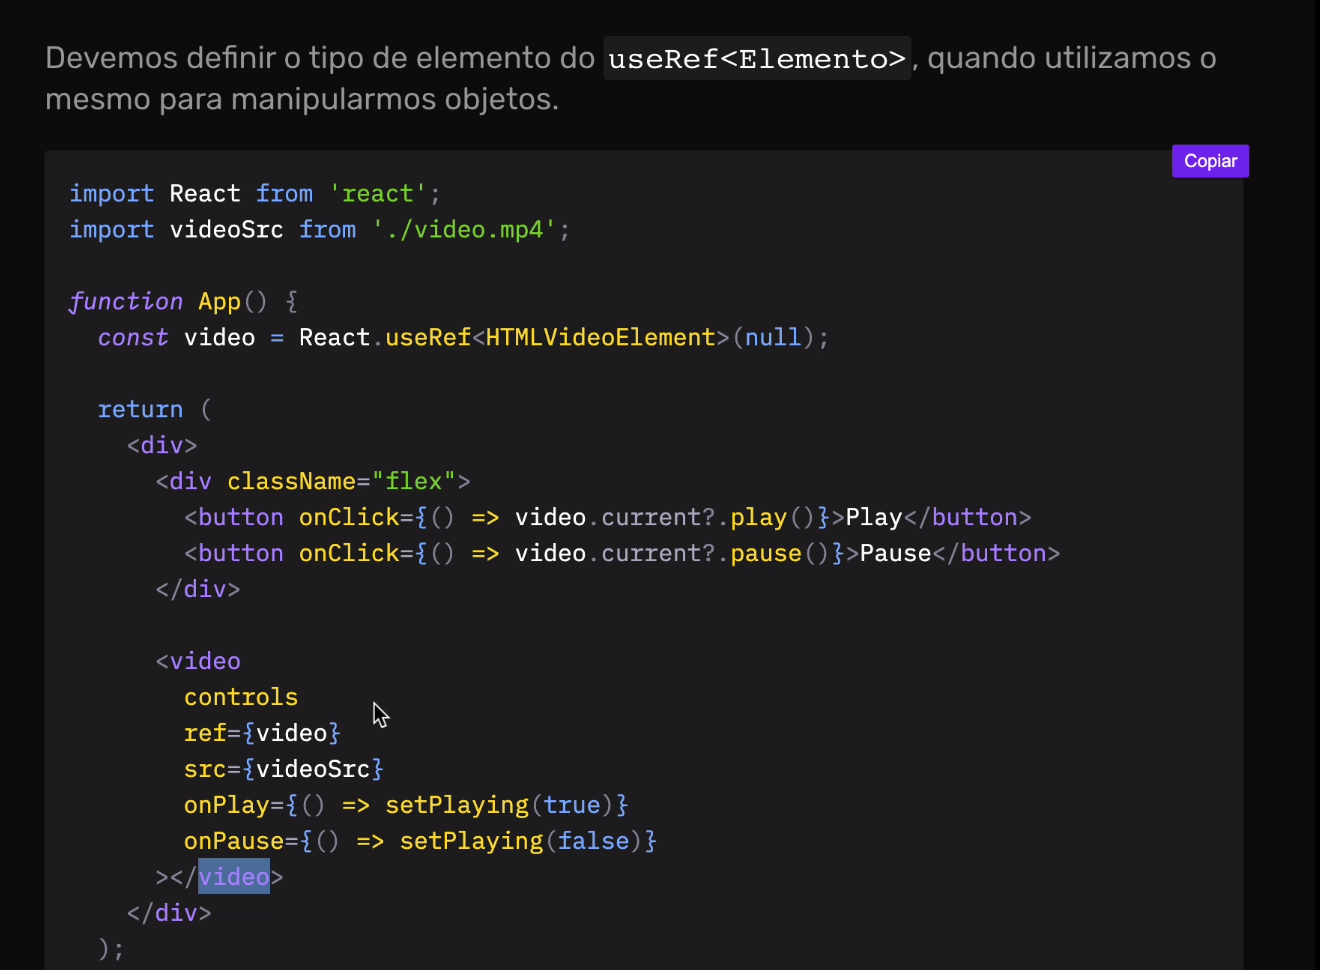 Devemos definir o tipo de elemento do useRef<Elemento>, quando utilizamos o
mesmo para manipularmos objetos.
Copiar
import React from 'react';
import videoSrc from './video.mp4';
function App() {
  const video = React.useRef<HTMLVideoElement>(null);
  return (
    <div>
      <div className="flex">
        <button onClick={() => video.current?.play()}>Play</button>
        <button onClick={() => video.current?.pause()}>Pause</button>
      </div>
      <video
        controls
        ref={video}
        src={videoSrc}
        onPlay={() => setPlaying(true)}
        onPause={() => setPlaying(false)}
      ></video>
    </div>
  );